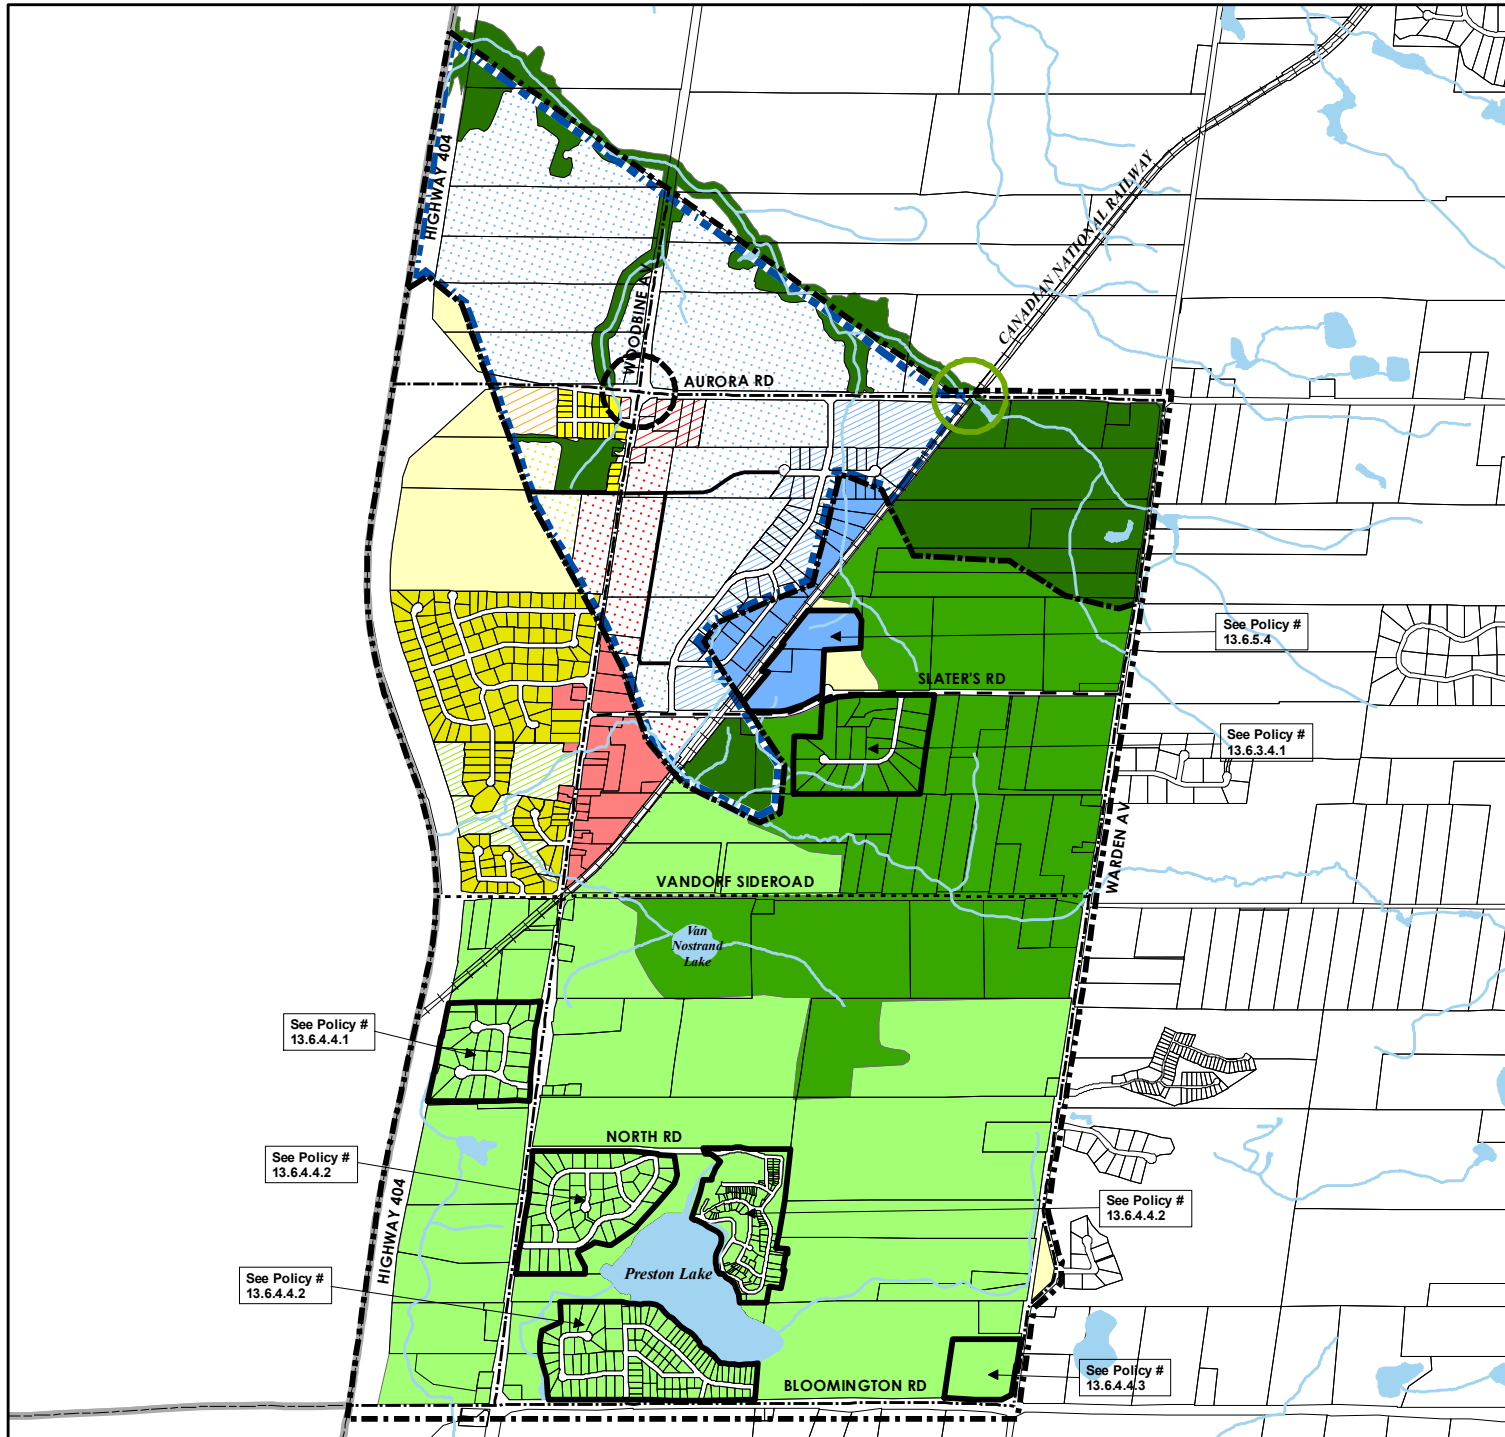 HIGHWAY 404
CANADIAN NATIONAL RAILWAY
WOODBINE AV
AURORA RD
See Policy #
13.6.5.4
SLATER'S RD
See Policy #
13.6.3.4.1
WARDEN AV
VANDORF SIDEROAD
Van
Nostrand
Lake
See Policy #
13.6.4.4.1
NORTH RD
See Policy #
13.6.4.4.2
HIGHWAY 404
See Policy #
13.6.4.4.2
Preston Lake
See Policy #
13.6.4.4.2
See Policy #
13.6.4.4.3
BLOOMINGTON RD